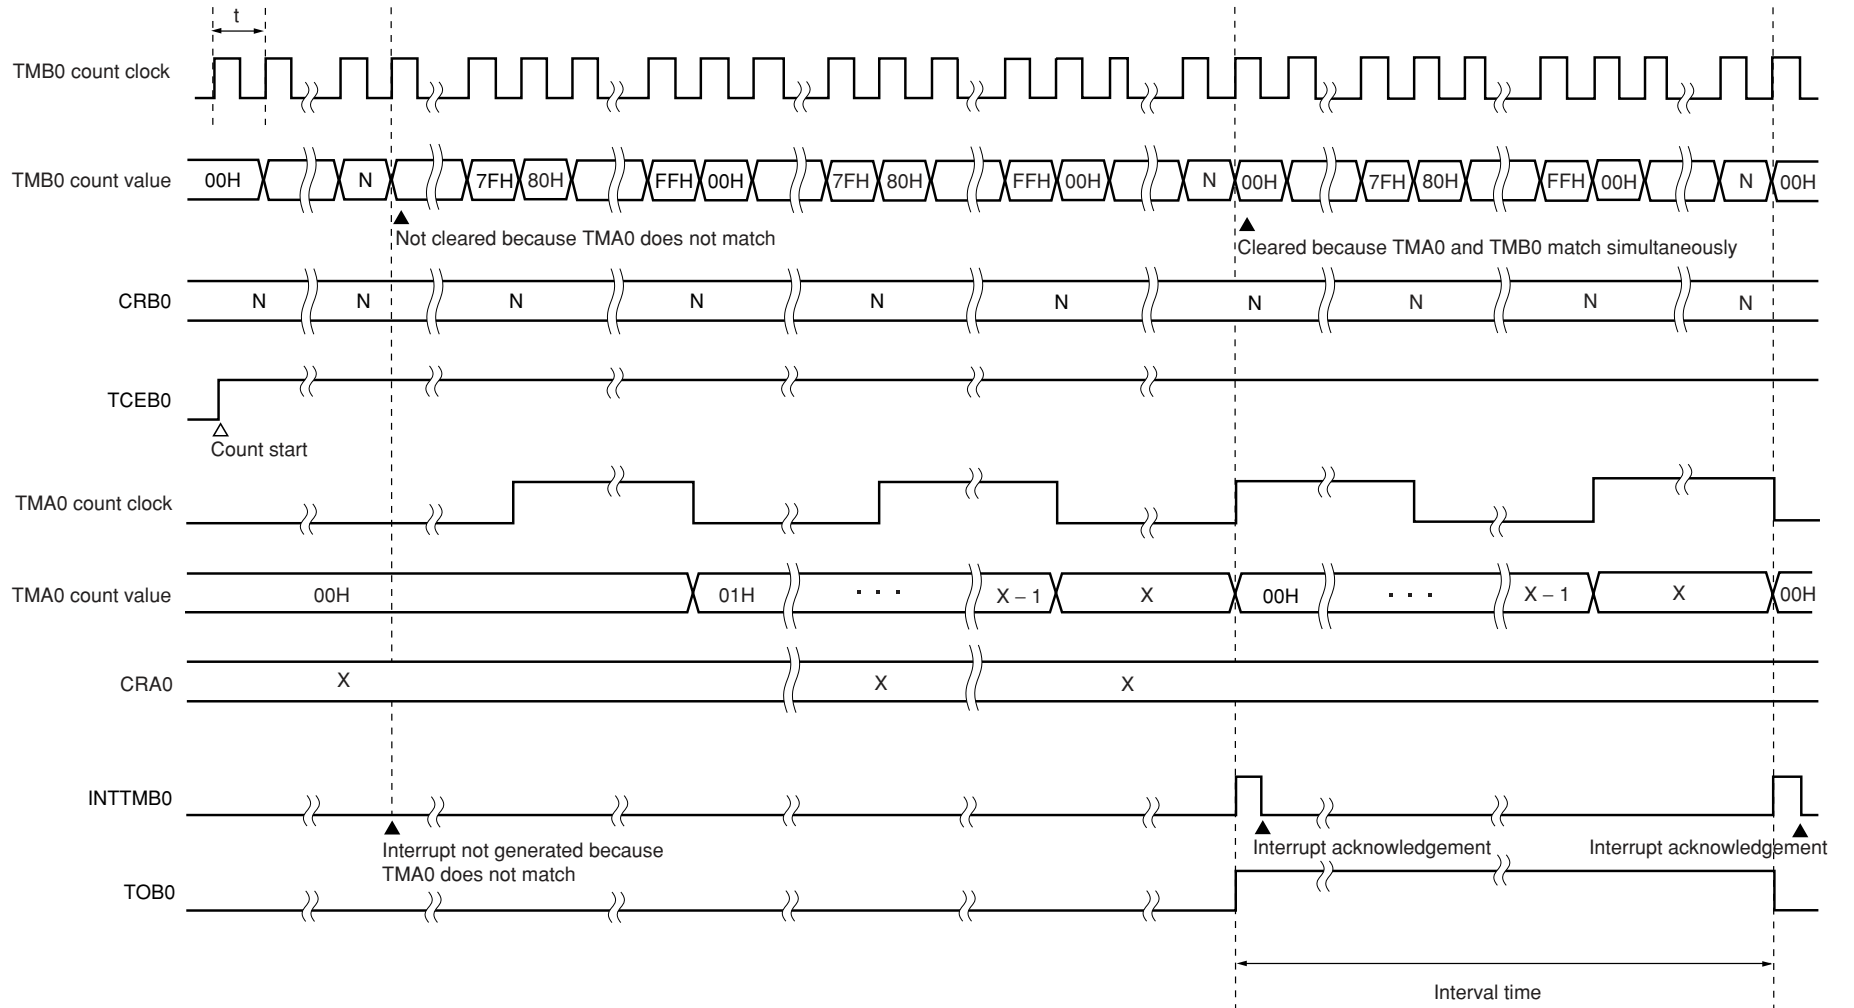 t
TMB0 count clock
TMB0 count value 00H N 7FH 80H FFH 00H 7FH 80H FFH 00H N 00H 7FH 80H FFH 00H N 00H
Not cleared because TMA0 does not match
Cleared because TMA0 and TMB0 match simultaneously
CRB0 N N N N N N N N N N
TCEB0
Count start
TMA0 count clock
TMA0 count value 00H 01H · · · X – 1 X 00H · · · X – 1 X 00H
CRA0 X X X
INTTMB0
Interrupt not generated because
TMA0 does not match
Interrupt acknowledgement Interrupt acknowledgement
TOB0
Interval time